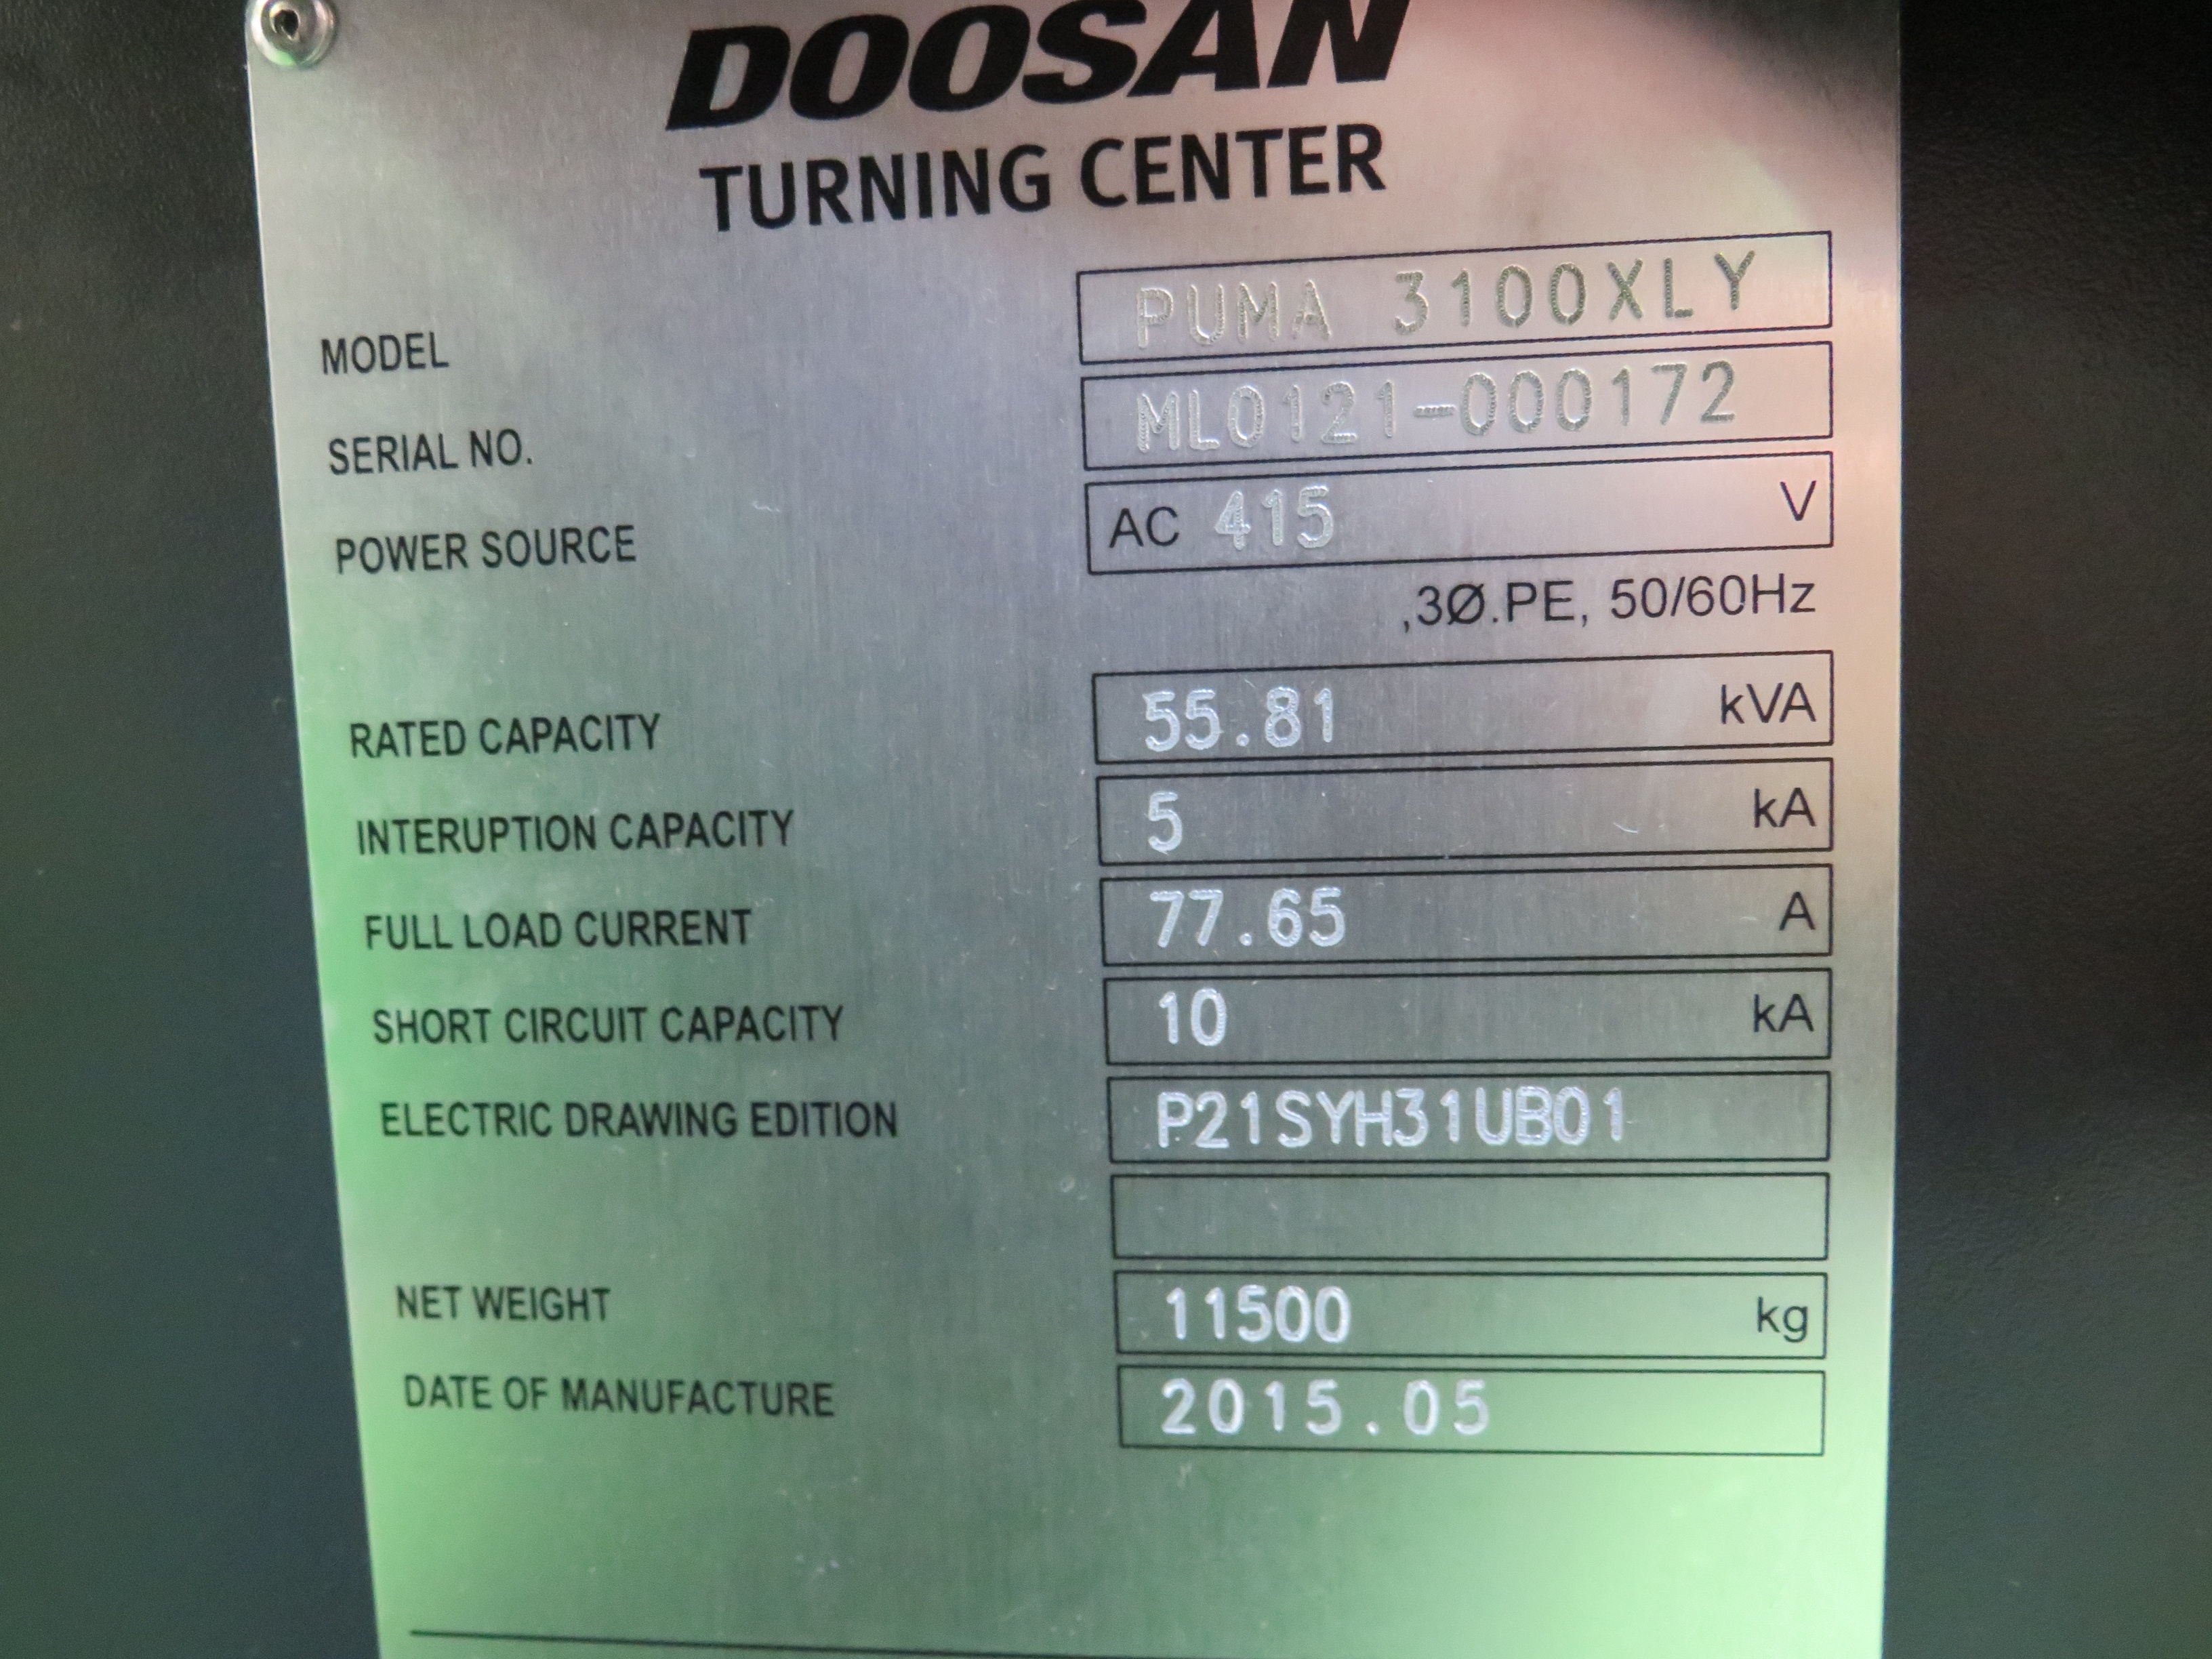 DOOSAN
TURNING CENTER
MODEL PUMA 3100XLY
SERIAL NO. ML0121-000172
POWER SOURCE AC 415 V
,3Ø.PE, 50/60Hz
RATED CAPACITY 55.81 kVA
INTERUPTION CAPACITY 5 kA
FULL LOAD CURRENT 77.65 A
SHORT CIRCUIT CAPACITY 10 kA
ELECTRIC DRAWING EDITION P21SYH31UB01
NET WEIGHT 11500 kg
DATE OF MANUFACTURE 2015.05